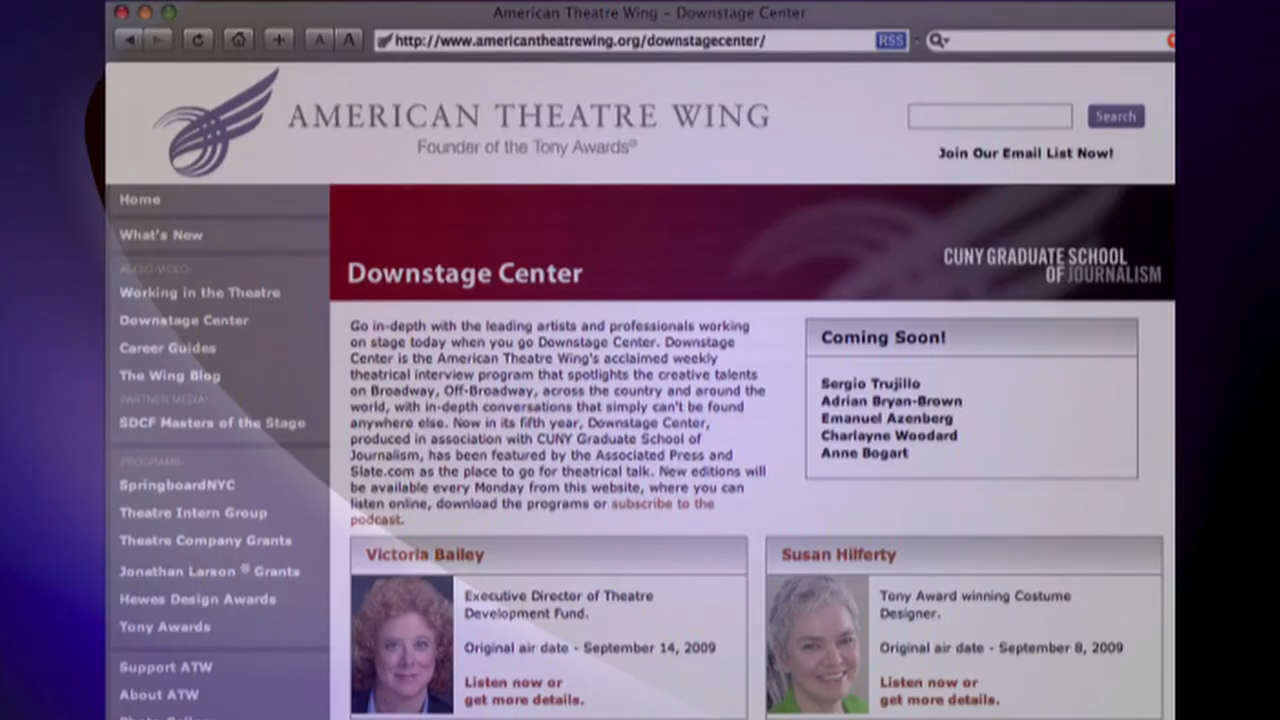 American Theatre Wing – Downstage Center
A A
http://www.americantheatrewing.org/downstagecenter/
RSS
AMERICAN THEATRE WING
Founder of the Tony Awards®
Search
Join Our Email List Now!
Home
What's New
AUDIO VIDEO:
Working in the Theatre
Downstage Center
Career Guides
The Wing Blog
PARTNER MEDIA:
SDCF Masters of the Stage
PROGRAMS:
SpringboardNYC
Theatre Intern Group
Theatre Company Grants
Jonathan Larson ® Grants
Hewes Design Awards
Tony Awards
Support ATW
About ATW
Downstage Center
CUNY GRADUATE SCHOOL
OF JOURNALISM
Go in-depth with the leading artists and professionals working
on stage today when you go Downstage Center. Downstage
Center is the American Theatre Wing's acclaimed weekly
theatrical interview program that spotlights the creative talents
on Broadway, Off-Broadway, across the country and around the
world, with in-depth conversations that simply can't be found
anywhere else. Now in its fifth year, Downstage Center,
produced in association with CUNY Graduate School of
Journalism, has been featured by the Associated Press and
Slate.com as the place to go for theatrical talk. New editions will
be available every Monday from this website, where you can
listen online, download the programs or subscribe to the
podcast.
Coming Soon!
Sergio Trujillo
Adrian Bryan-Brown
Emanuel Azenberg
Charlayne Woodard
Anne Bogart
Victoria Bailey
Executive Director of Theatre
Development Fund.
Original air date - September 14, 2009
Listen now or
get more details.
Susan Hilferty
Tony Award winning Costume
Designer.
Original air date - September 8, 2009
Listen now or
get more details.